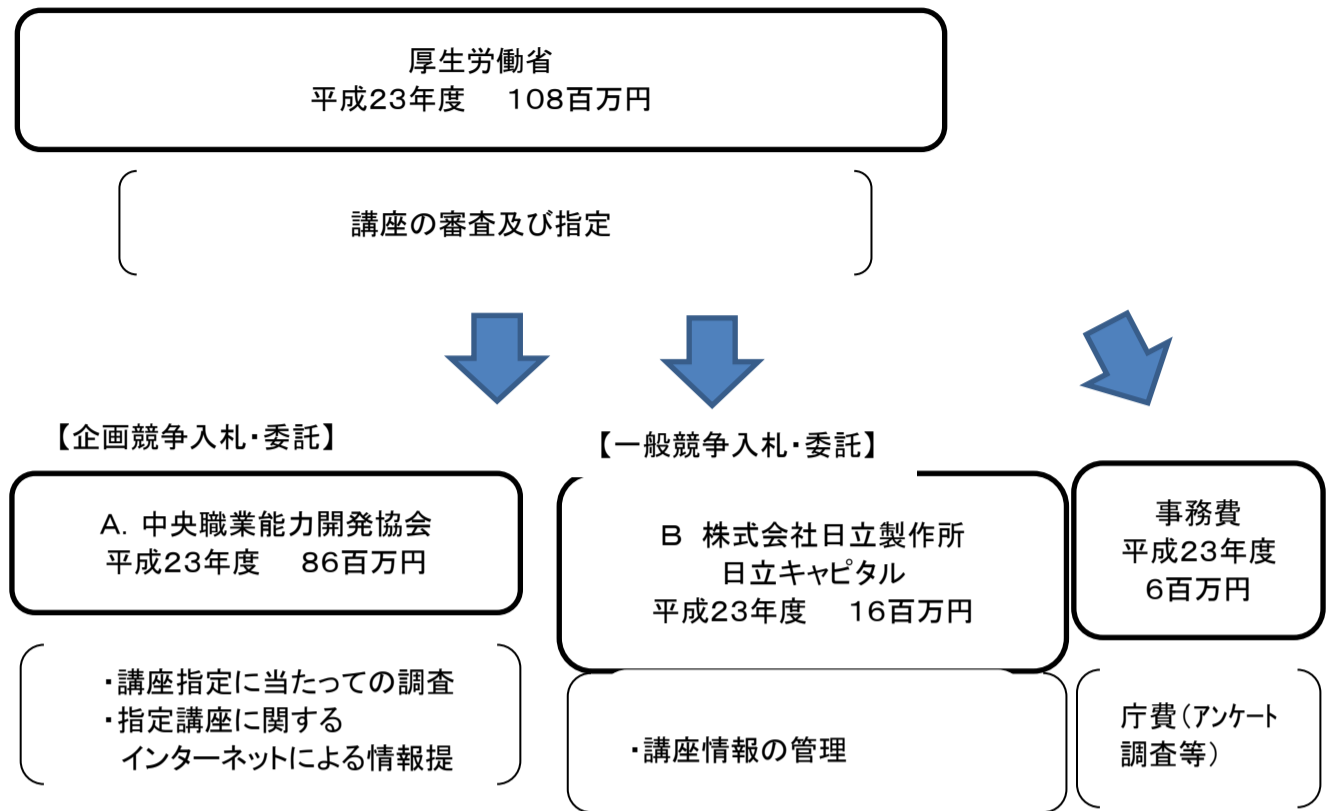 厚生労働省
平成23年度　108百万円
講座の審査及び指定
【企画競争入札・委託】
A. 中央職業能力開発協会
平成23年度　86百万円
・講座指定に当たっての調査
・指定講座に関する
インターネットによる情報提
【一般競争入札・委託】
B 株式会社日立製作所
日立キャピタル
平成23年度　16百万円
・講座情報の管理
事務費
平成23年度
6百万円
庁費（アンケート
調査等）